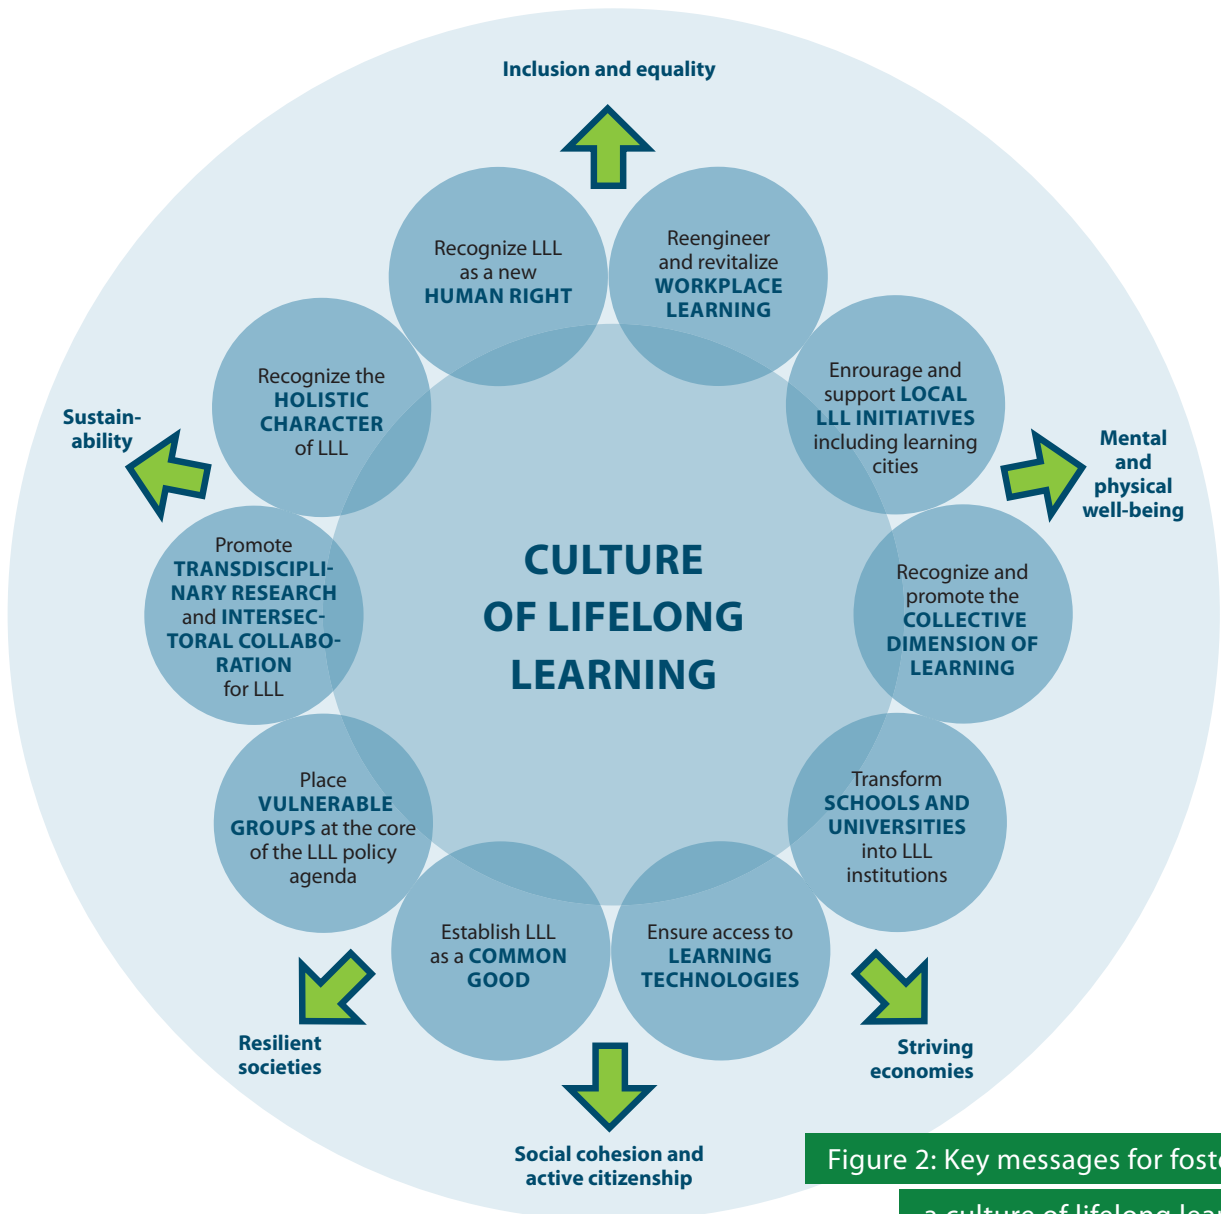 Inclusion and equality
Recognize LLL
as a new
HUMAN RIGHT
Reengineer
and revitalize
WORKPLACE
LEARNING
Enrourage and
support LOCAL
LLL INITIATIVES
including learning
cities
Mental
and
physical
well-being
Recognize and
promote the
COLLECTIVE
DIMENSION OF
LEARNING
Transform
SCHOOLS AND
UNIVERSITIES
into LLL
institutions
Striving
economies
Ensure access to
LEARNING
TECHNOLOGIES
Social cohesion and
active citizenship
Establish LLL
as a COMMON
GOOD
Resilient
societies
Place
VULNERABLE
GROUPS at the core
of the LLL policy
agenda
Promote
TRANSDISCIPLI-
NARY RESEARCH
and INTERSEC-
TORAL COLLABO-
RATION
for LLL
Sustain-
ability
Recognize the
HOLISTIC
CHARACTER
of LLL
CULTURE
OF LIFELONG
LEARNING
Figure 2: Key messages for foste
a culture of lifelong lear